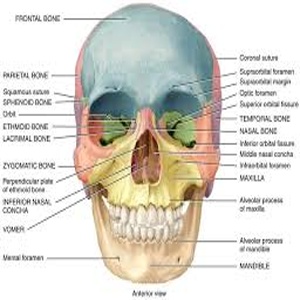 FRONTAL BONE
PARIETAL BONE
Squamous suture
SPHENOID BONE
Orbit
ETHMOID BONE
LACRIMAL BONE
ZYGOMATIC BONE
Perpendicular plate
of ethmoid bone
INFERIOR NASAL
CONCHA
VOMER
Mental foramen
Coronal suture
Supraorbital foramen
Supraorbital margin
Optic foramen
Superior orbital fissure
TEMPORAL BONE
NASAL BONE
Inferior orbital fissure
Middle nasal concha
Infraorbital foramen
MAXILLA
Alveolar process
of maxilla
Alveolar process of
mandible
MANDIBLE
Anterior view